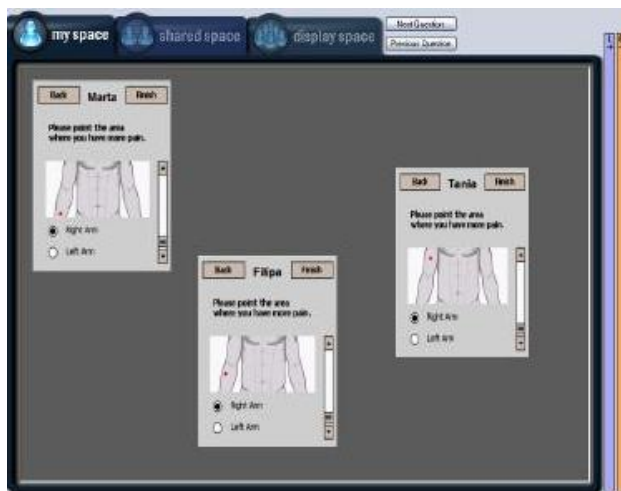 my space
shared space
display space
Next Question
Previous Question
Back
Marta
Finish
Please point the area
where you have more pain.
Right Arm
Left Arm
Back
Tania
Finish
Please point the area
where you have more pain.
Right Arm
Left Arm
Back
Filipa
Finish
Please point the area
where you have more pain.
Right Arm
Left Arm